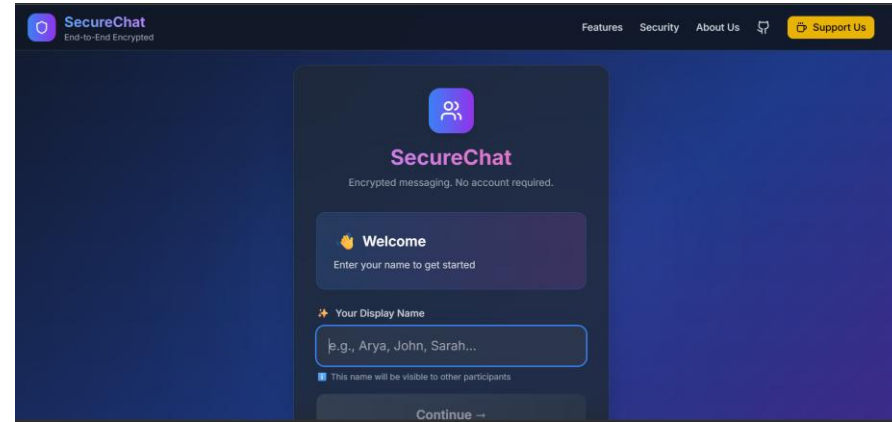 SecureChat
End-to-End Encrypted
Features Security About Us Support Us
SecureChat
Encrypted messaging. No account required.
👋 Welcome
Enter your name to get started
✨ Your Display Name
e.g., Arya, John, Sarah...
ℹ️ This name will be visible to other participants
Continue →